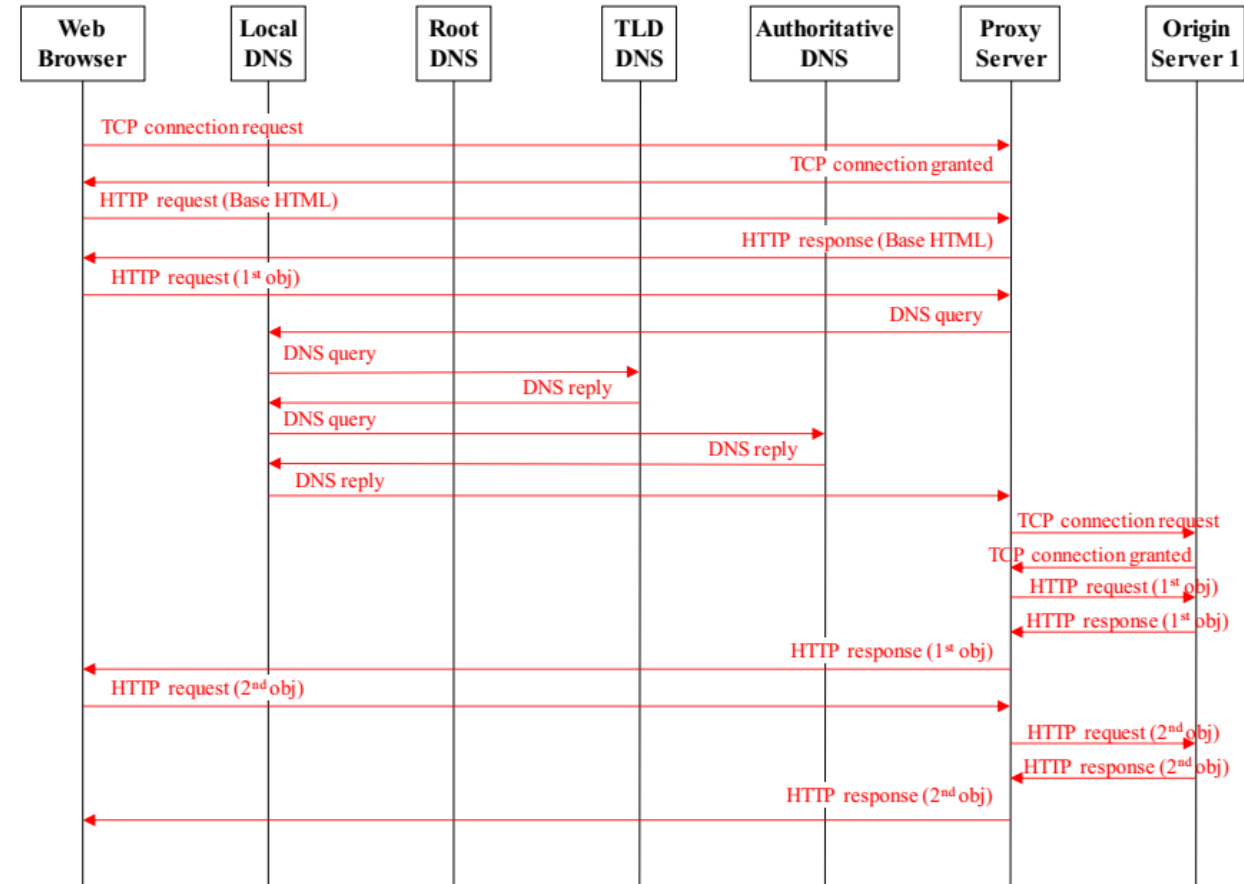 Web
Browser
Local
DNS
Root
DNS
TLD
DNS
Authoritative
DNS
Proxy
Server
Origin
Server 1
TCP connection request
TCP connection granted
HTTP request (Base HTML)
HTTP response (Base HTML)
HTTP request (1st obj)
DNS query
DNS query
DNS reply
DNS query
DNS reply
DNS reply
TCP connection request
TCP connection granted
HTTP request (1st obj)
HTTP response (1st obj)
HTTP response (1st obj)
HTTP request (2nd obj)
HTTP request (2nd obj)
HTTP response (2nd obj)
HTTP response (2nd obj)